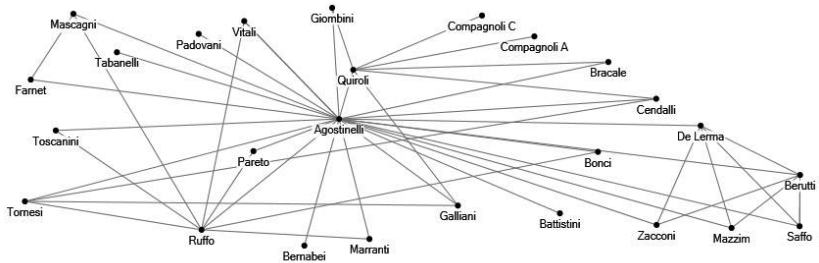 Giombini
Mascagni
Compagnoli C
Vitali
Padovani
Compagnoli A
Tabanelli
Bracale
Quiroli
Farnet
Cendalli
Agostinelli
De Lerma
Toscanini
Pareto
Bonci
Berutti
Tornesi
Galliani
Battistini
Zacconi
Mazzim
Saffo
Ruffo
Marranti
Bernabei